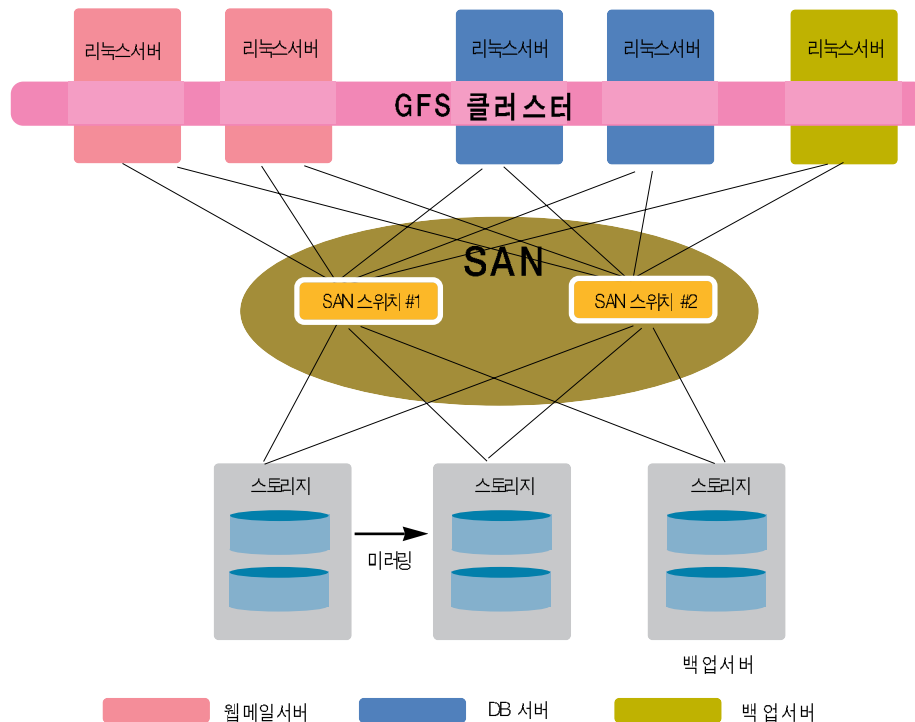 리눅스서버
리눅스서버
리눅스서버
리눅스서버
리눅스서버
GFS 클러스터
SAN
SAN 스위치 #1
SAN 스위치 #2
스토리지
스토리지
스토리지
미러링
백업서버
웹메일서버
DB 서버
백업서버